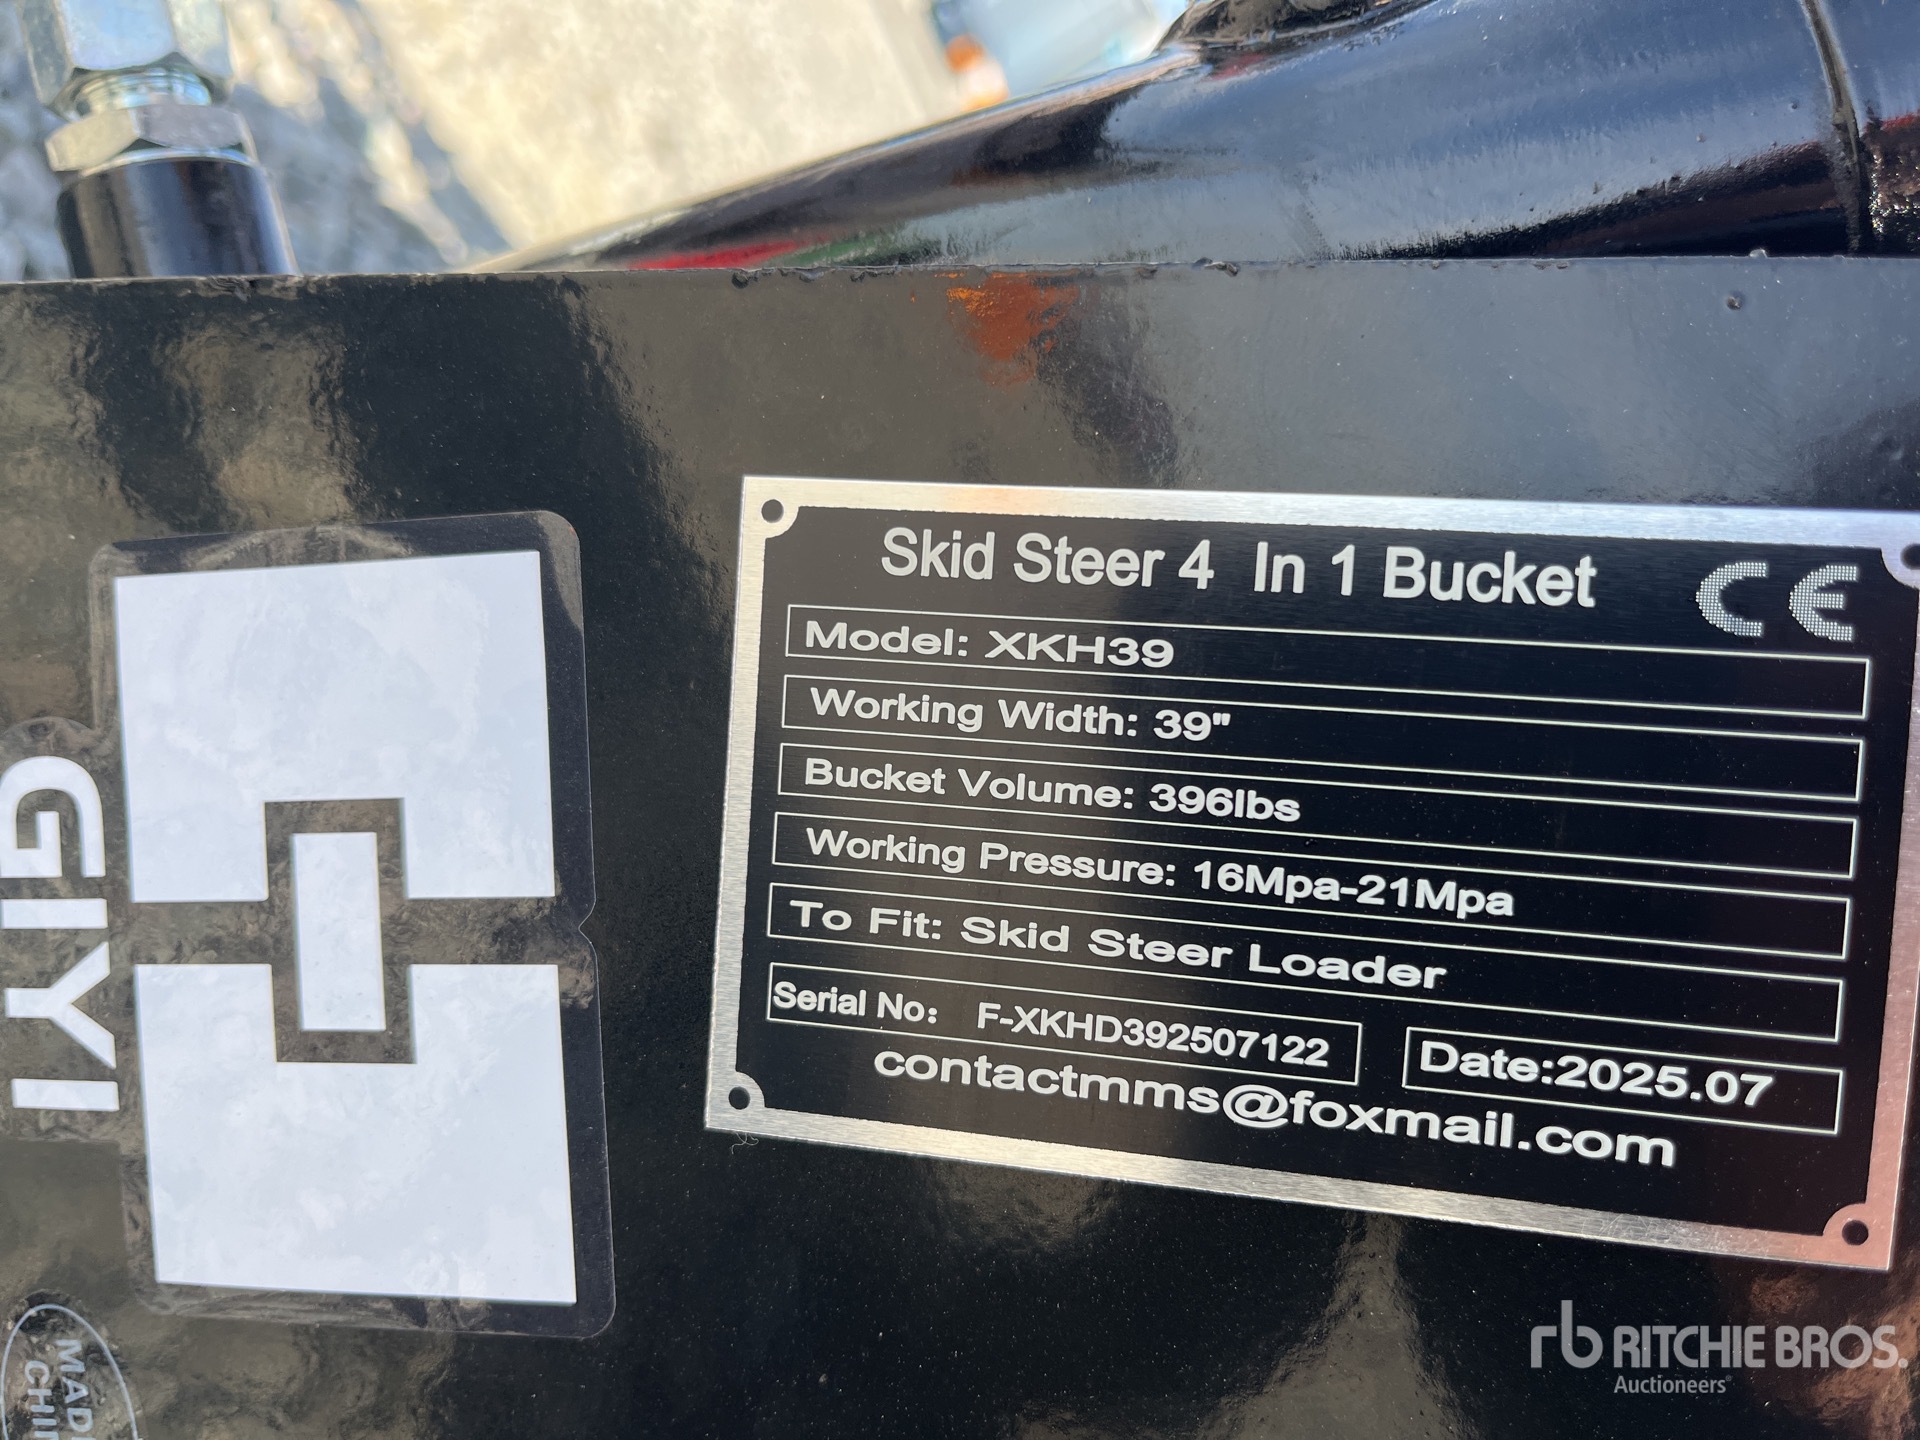 Skid Steer 4 In 1 Bucket
CE
Model: XKH39
Working Width: 39"
Bucket Volume: 396lbs
Working Pressure: 16Mpa-21Mpa
To Fit: Skid Steer Loader
Serial No: F-XKHD392507122
Date:2025.07
contactmms@foxmail.com
GIYI
rb RITCHIE BROS.
Auctioneers